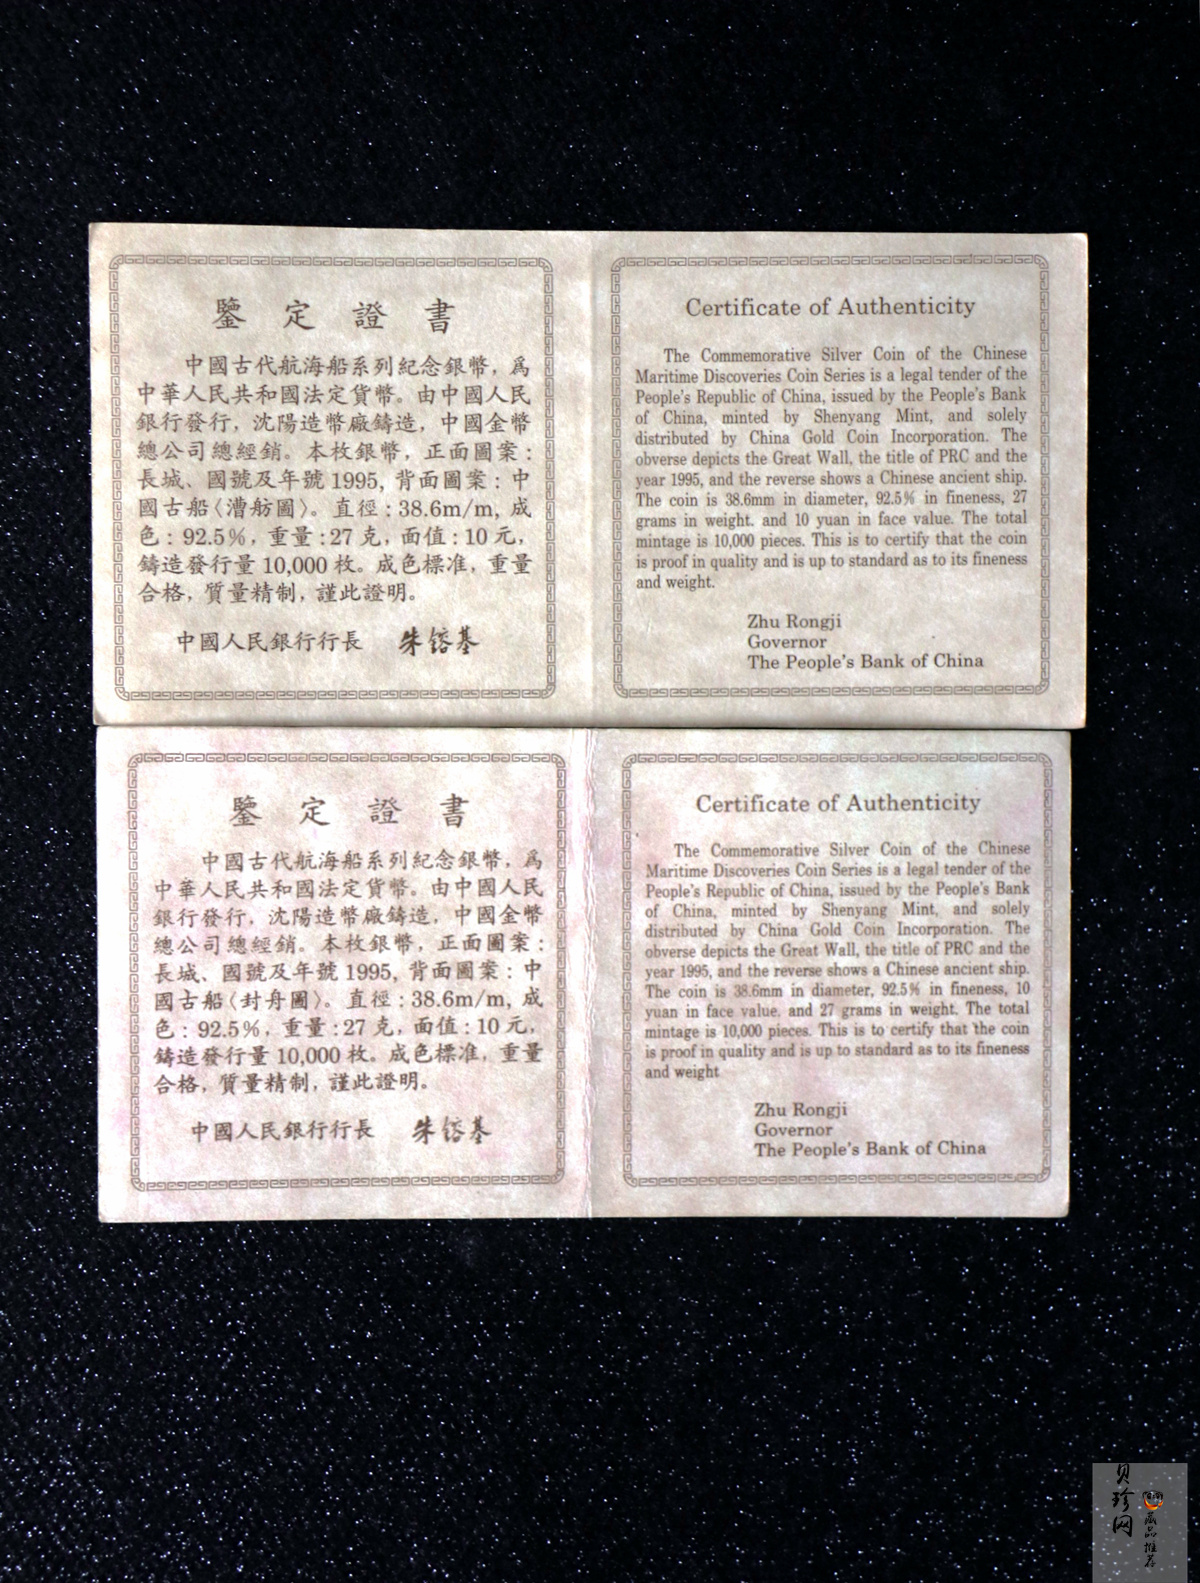 鑒定證書
中國古代航海船系列紀念銀幣，爲
中華人民共和國法定貨幣。由中國人民
銀行發行，沈陽造幣廠鑄造，中國金幣
總公司總經銷。本枚銀幣，正面圖案：
長城、國號及年號1995，背面圖案：中
國古船〈漕舫圖〉。直徑：38.6m/m，成
色：92.5%，重量：27克，面值：10元，
鑄造發行量10,000枚。成色標准，重量
合格，質量精制，謹此證明。
中國人民銀行行長 朱鎔基
Certificate of Authenticity
The Commemorative Silver Coin of the Chinese
Maritime Discoveries Coin Series is a legal tender of the
People's Republic of China, issued by the People's Bank
of China, minted by Shenyang Mint, and solely
distributed by China Gold Coin Incorporation. The
obverse depicts the Great Wall, the title of PRC and the
year 1995, and the reverse shows a Chinese ancient ship.
The coin is 38.6mm in diameter, 92.5% in fineness, 27
grams in weight. and 10 yuan in face value. The total
mintage is 10,000 pieces. This is to certify that the coin
is proof in quality and is up to standard as to its fineness
and weight.
Zhu Rongji
Governor
The People's Bank of China
鑒定證書
中國古代航海船系列紀念銀幣，爲
中華人民共和國法定貨幣。由中國人民
銀行發行，沈陽造幣廠鑄造，中國金幣
總公司總經銷。本枚銀幣，正面圖案：
長城、國號及年號1995，背面圖案：中
國古船〈封舟圖〉。直徑：38.6m/m，成
色：92.5%，重量：27克，面值：10元，
鑄造發行量10,000枚。成色標准，重量
合格，質量精制，謹此證明。
中國人民銀行行長 朱鎔基
Certificate of Authenticity
The Commemorative Silver Coin of the Chinese
Maritime Discoveries Coin Series is a legal tender of the
People's Republic of China, issued by the People's Bank
of China, minted by Shenyang Mint, and solely
distributed by China Gold Coin Incorporation. The
obverse depicts the Great Wall, the title of PRC and the
year 1995, and the reverse shows a Chinese ancient ship.
The coin is 38.6mm in diameter, 92.5% in fineness, 10
yuan in face value. and 27 grams in weight. The total
mintage is 10,000 pieces. This is to certify that the coin
is proof in quality and is up to standard as to its fineness
and weight
Zhu Rongji
Governor
The People's Bank of China
贝珍网
藏品推荐